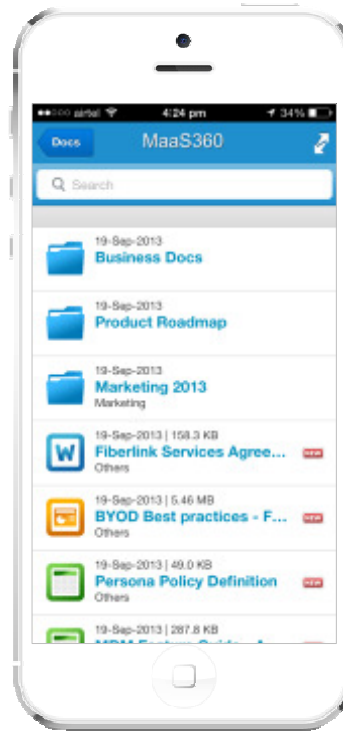 airtel 4:24 pm 34%
Docs MaaS360
Search
19-Sep-2013
Business Docs
19-Sep-2013
Product Roadmap
19-Sep-2013
Marketing 2013
Marketing
19-Sep-2013 | 158.3 KB
Fiberlink Services Agree... NEW
Others
19-Sep-2013 | 5.46 MB
BYOD Best practices - F... NEW
Others
19-Sep-2013 | 49.0 KB
Persona Policy Definition NEW
Others
19-Sep-2013 | 287.8 KB